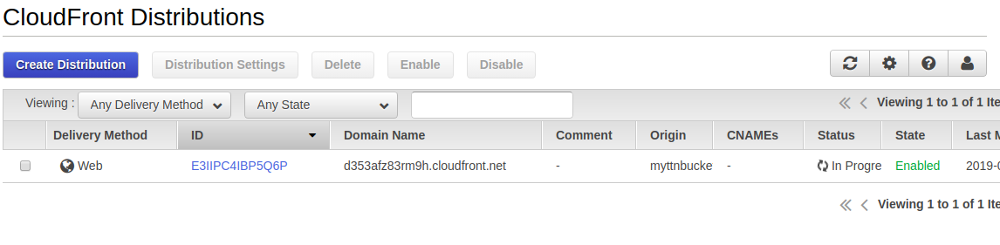 CloudFront Distributions
Create Distribution Distribution Settings Delete Enable Disable
Viewing : Any Delivery Method Any State Viewing 1 to 1 of 1 Ite
Delivery Method ID Domain Name Comment Origin CNAMEs Status State Last M
Web E3IIPC4IBP5Q6P d353afz83rm9h.cloudfront.net - myttnbucke - In Progre Enabled 2019-0
Viewing 1 to 1 of 1 Ite